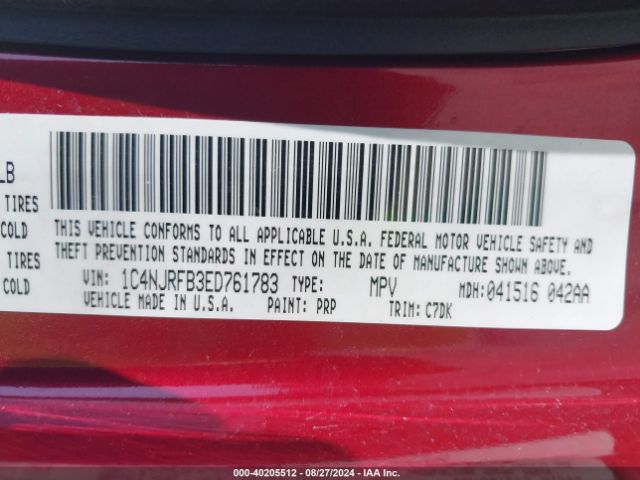 LB
TIRES
COLD
TIRES
COLD
THIS VEHICLE CONFORMS TO ALL APPLICABLE U.S.A. FEDERAL MOTOR VEHICLE SAFETY AND
THEFT PREVENTION STANDARDS IN EFFECT ON THE DATE OF MANUFACTURE SHOWN ABOVE.
VIN: 1C4NJRFB3ED761783 TYPE: MPV MDH:041516 042AA
VEHICLE MADE IN U.S.A. PAINT: PRP TRIM: C7DK
000-40205512 - 08/27/2024 - IAA Inc.